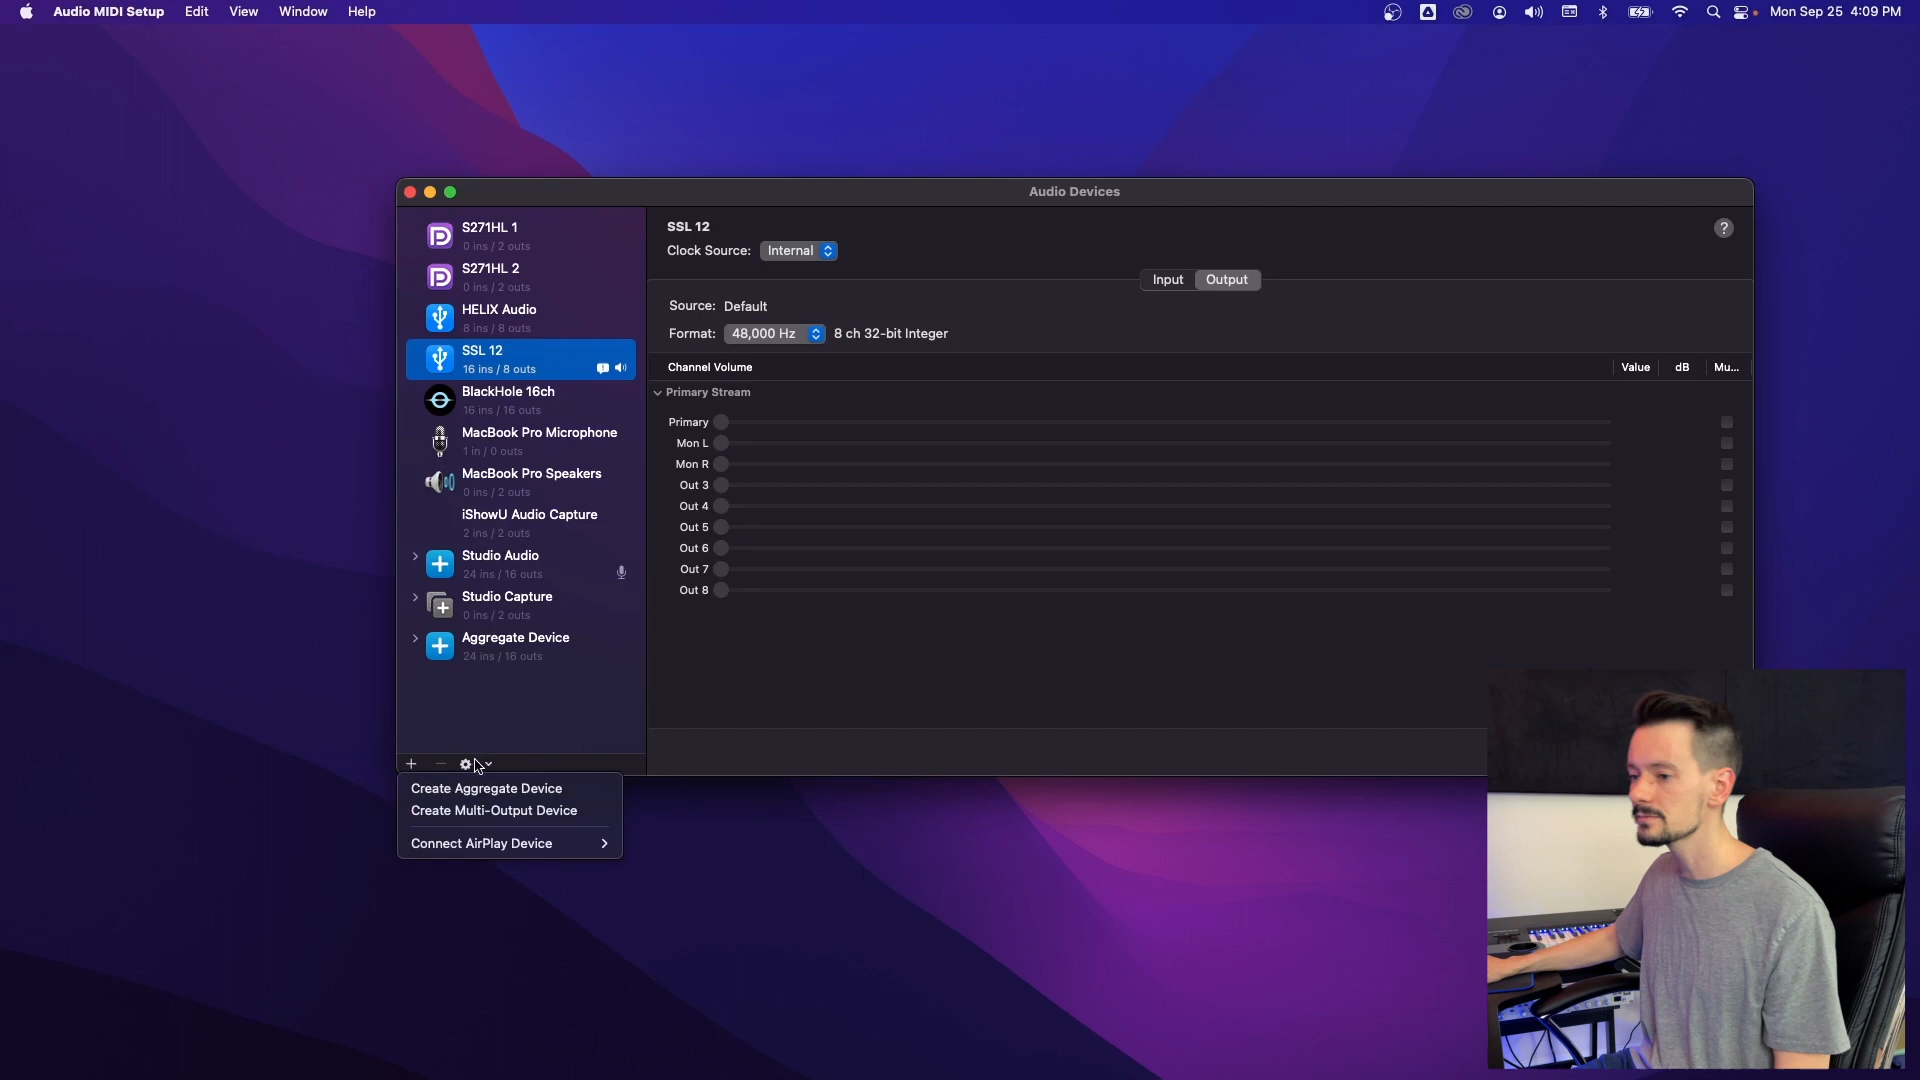 Audio MIDI Setup Edit View Window Help
Mon Sep 25 4:09 PM
Audio Devices
S271HL 1
0 ins / 2 outs
S271HL 2
0 ins / 2 outs
HELIX Audio
8 ins / 8 outs
SSL 12
16 ins / 8 outs
BlackHole 16ch
16 ins / 16 outs
MacBook Pro Microphone
1 in / 0 outs
MacBook Pro Speakers
0 ins / 2 outs
iShowU Audio Capture
2 ins / 2 outs
Studio Audio
24 ins / 16 outs
Studio Capture
0 ins / 2 outs
Aggregate Device
24 ins / 16 outs
Create Aggregate Device
Create Multi-Output Device
Connect AirPlay Device
SSL 12
?
Clock Source: Internal
Input Output
Source: Default
Format: 48,000 Hz 8 ch 32-bit Integer
Channel Volume Value dB Mu...
Primary Stream
Primary
Mon L
Mon R
Out 3
Out 4
Out 5
Out 6
Out 7
Out 8